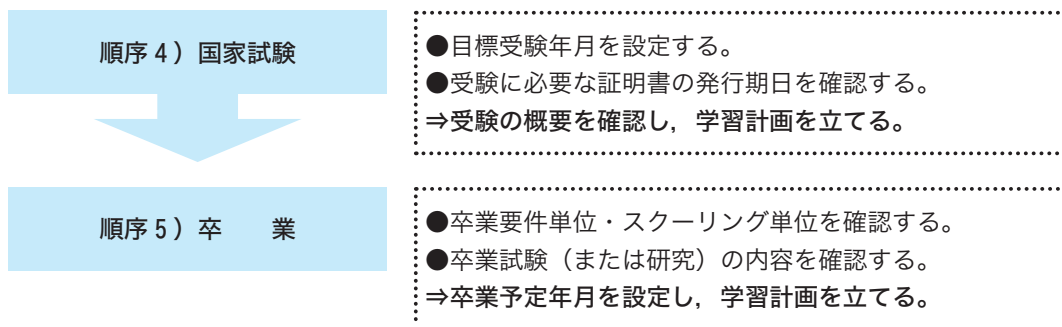 順序4）国家試験
●目標受験年月を設定する。
●受験に必要な証明書の発行期日を確認する。
⇒受験の概要を確認し，学習計画を立てる。
順序5）卒　　業
●卒業要件単位・スクーリング単位を確認する。
●卒業試験（または研究）の内容を確認する。
⇒卒業予定年月を設定し，学習計画を立てる。